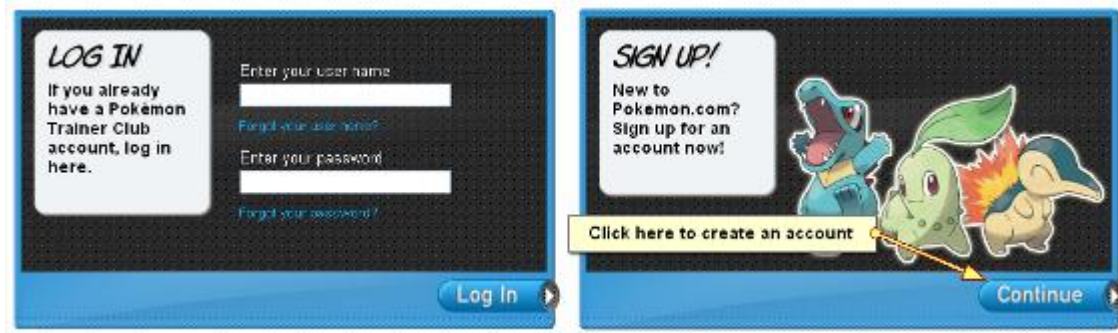 LOG IN
If you already
have a Pokémon
Trainer Club
account, log in
here.
Enter your user name
Forgot your user name?
Enter your password
Forgot your password?
Log In
SIGN UP!
New to
Pokemon.com?
Sign up for an
account now!
Click here to create an account
Continue